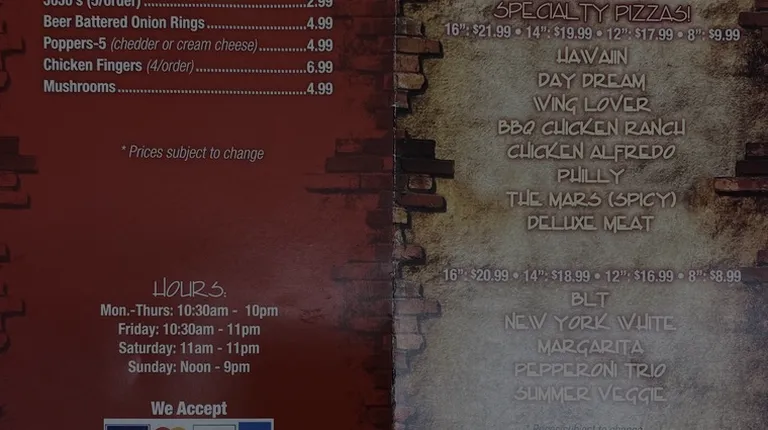 JoJo's (5/order) 2.99
Beer Battered Onion Rings 4.99
Poppers-5 (chedder or cream cheese) 4.99
Chicken Fingers (4/order) 6.99
Mushrooms 4.99
* Prices subject to change
HOURS:
Mon.-Thurs: 10:30am - 10pm
Friday: 10:30am - 11pm
Saturday: 11am - 11pm
Sunday: Noon - 9pm
We Accept
SPECIALTY PIZZAS!
16": $21.99 • 14": $19.99 • 12": $17.99 • 8": $9.99
HAWAIIN
DAY DREAM
WING LOVER
BBQ CHICKEN RANCH
CHICKEN ALFREDO
PHILLY
THE MARS (SPICY)
DELUXE MEAT
16": $20.99 • 14": $18.99 • 12": $16.99 • 8": $8.99
BLT
NEW YORK WHITE
MARGARITA
PEPPERONI TRIO
SUMMER VEGGIE